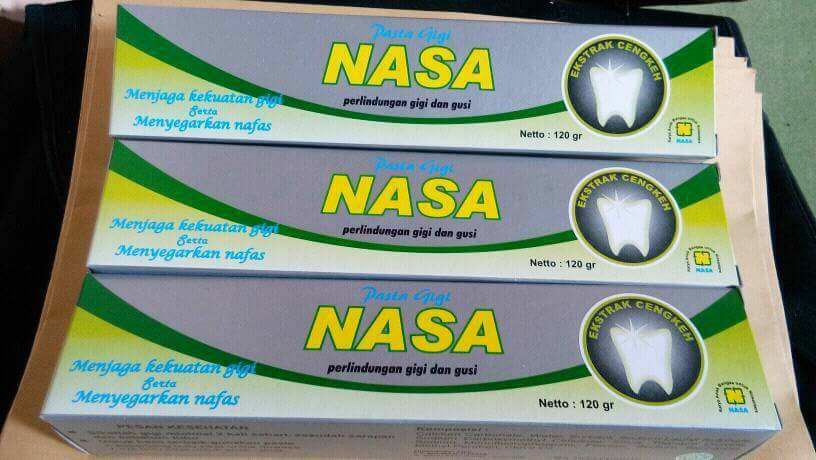 Pasta Gigi
NASA
perlindungan gigi dan gusi
Menjaga kekuatan gigi
Serta
Menyegarkan nafas
Netto : 120 gr
EKSTRAK CENGKEH
NASA
Pasta Gigi
NASA
perlindungan gigi dan gusi
Menjaga kekuatan gigi
Serta
Menyegarkan nafas
Netto : 120 gr
EKSTRAK CENGKEH
NASA
Pasta Gigi
NASA
perlindungan gigi dan gusi
Menjaga kekuatan gigi
Serta
Menyegarkan nafas
Netto : 120 gr
EKSTRAK CENGKEH
NASA
PESAN KESEHATAN
Komposisi :